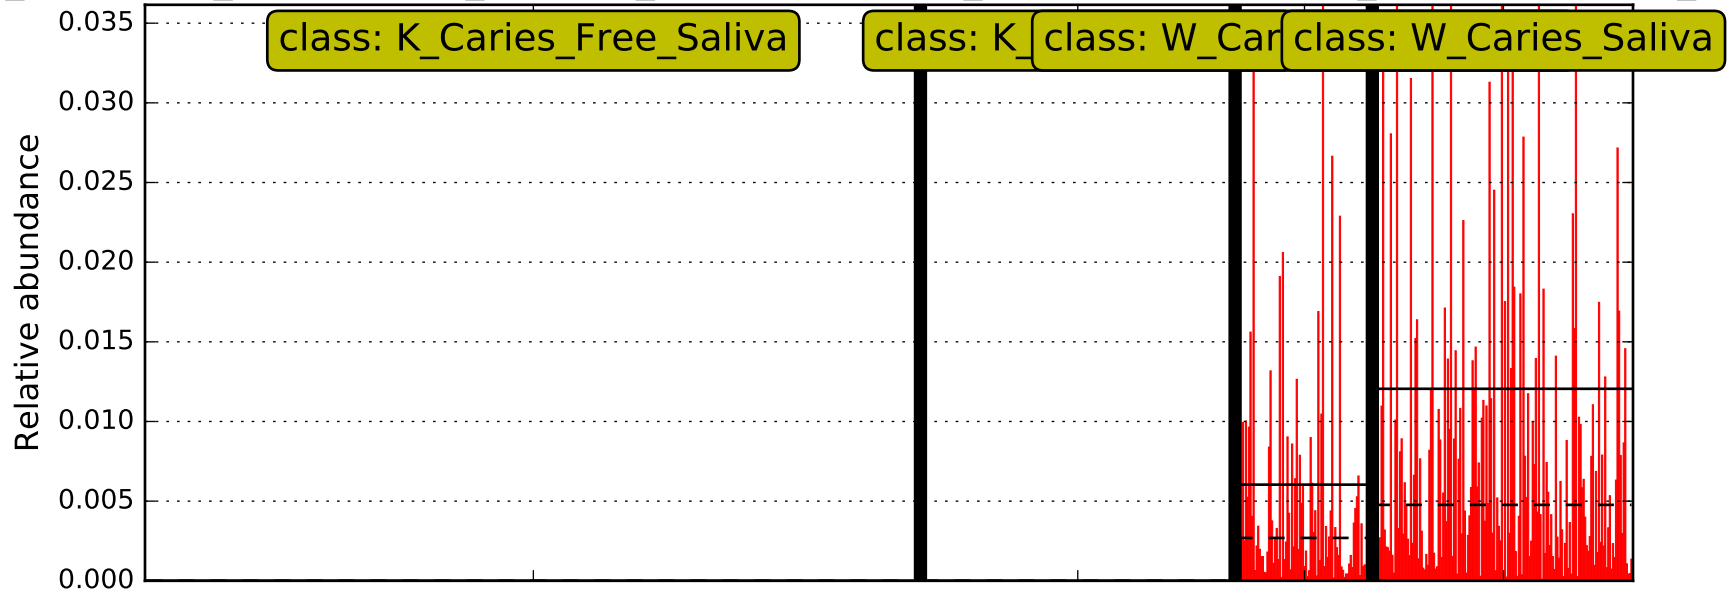 class: K_Caries_Free_Saliva
class: K_
class: W_Car
class: W_Caries_Saliva
Relative abundance
0.035
0.030
0.025
0.020
0.015
0.010
0.005
0.000